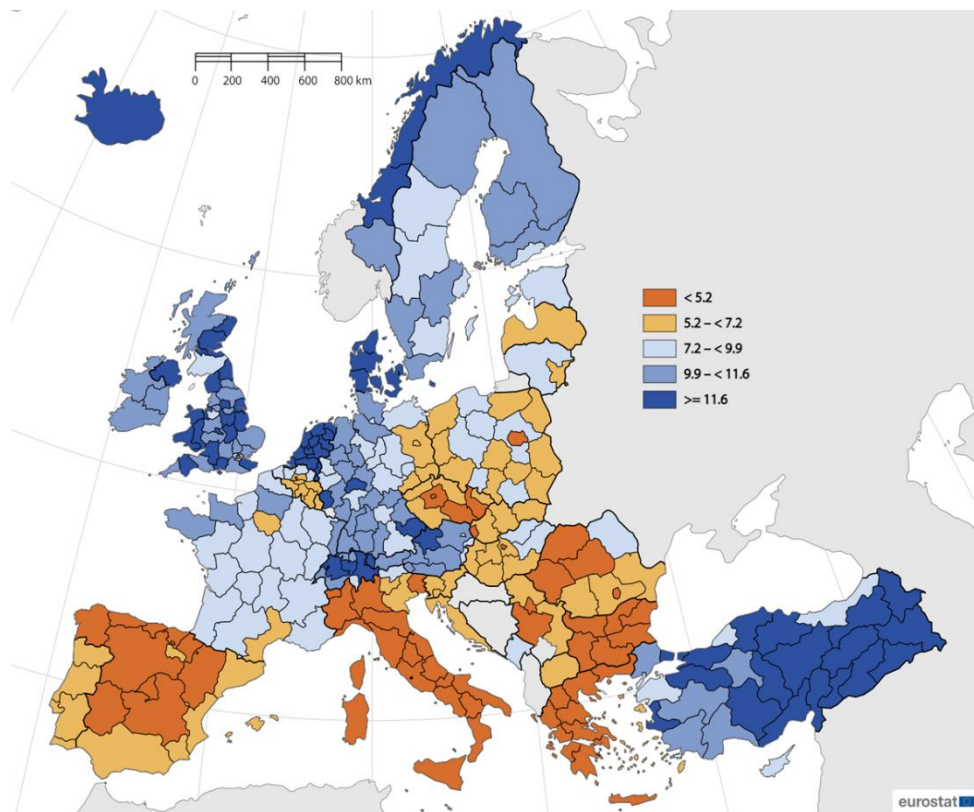 0 200 400 600 800 km
< 5.2
5.2 – < 7.2
7.2 – < 9.9
9.9 – < 11.6
>= 11.6
eurostat